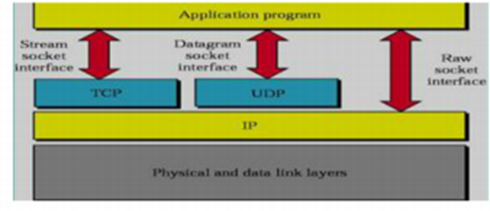 Application program
Stream
socket
interface
Datagram
socket
interface
Raw
socket
interface
TCP
UDP
IP
Physical and data link layers